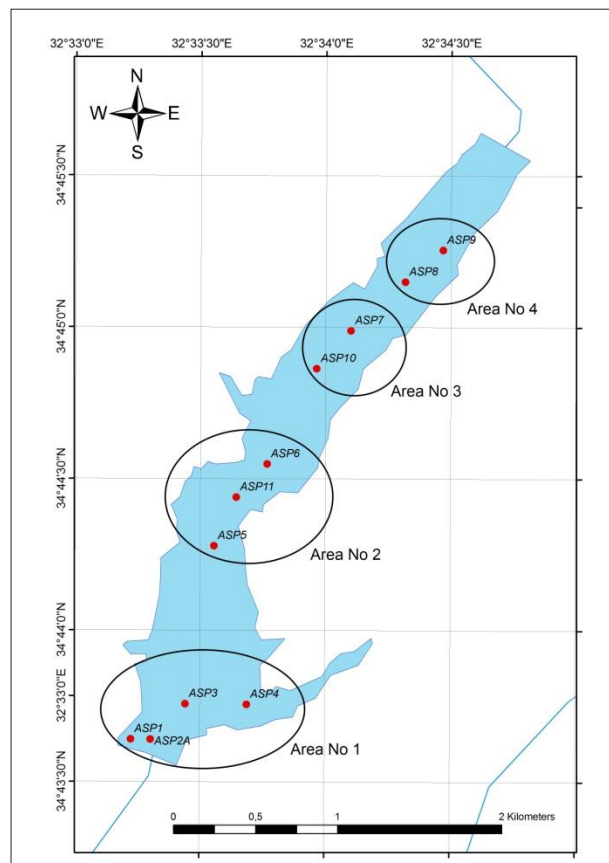 32°33'0"E 32°33'30"E 32°34'0"E 32°34'30"E
N
W E
S
34°45'30"N
ASP9
ASP8
Area No 4
34°45'0"N
ASP7
ASP10
Area No 3
ASP6
34°44'30"N
ASP11
ASP5
Area No 2
34°44'0"N
32°33'0"E
ASP3 ASP4
ASP1
ASP2A
Area No 1
34°43'30"N
0 0,5 1 2 Kilometers